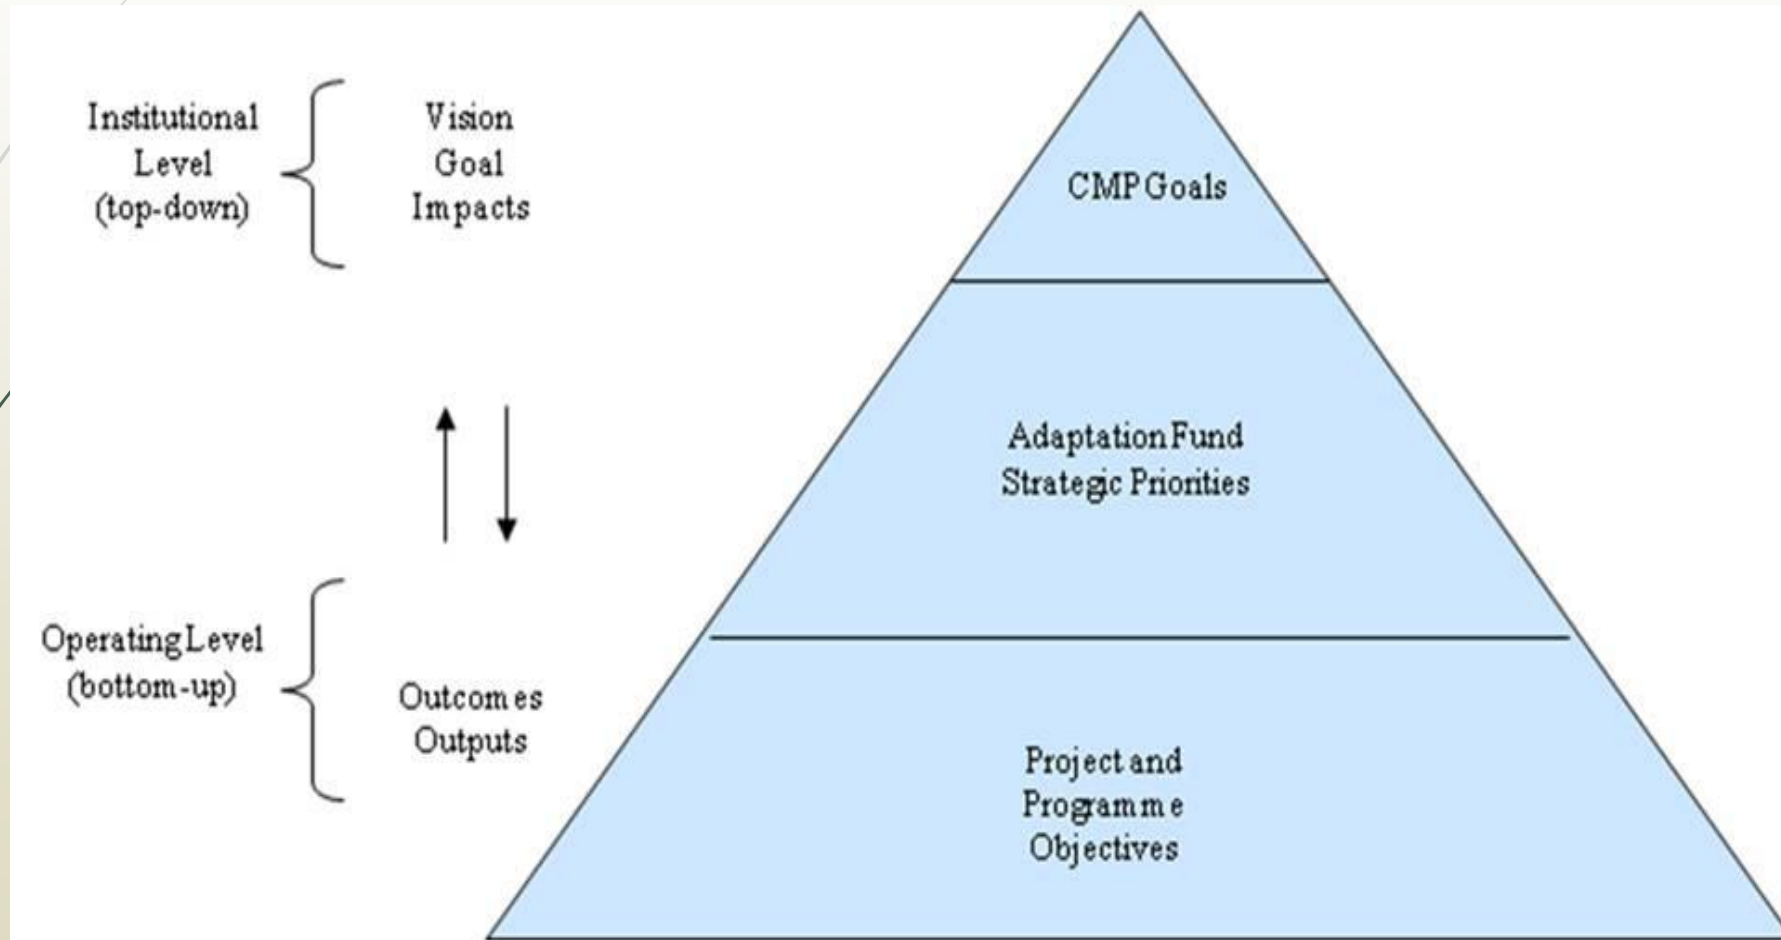 Institutional
Level
(top-down)
Vision
Goal
Impacts
CMP Goals
Adaptation Fund
Strategic Priorities
Operating Level
(bottom-up)
Outcomes
Outputs
Project and
Programme
Objectives